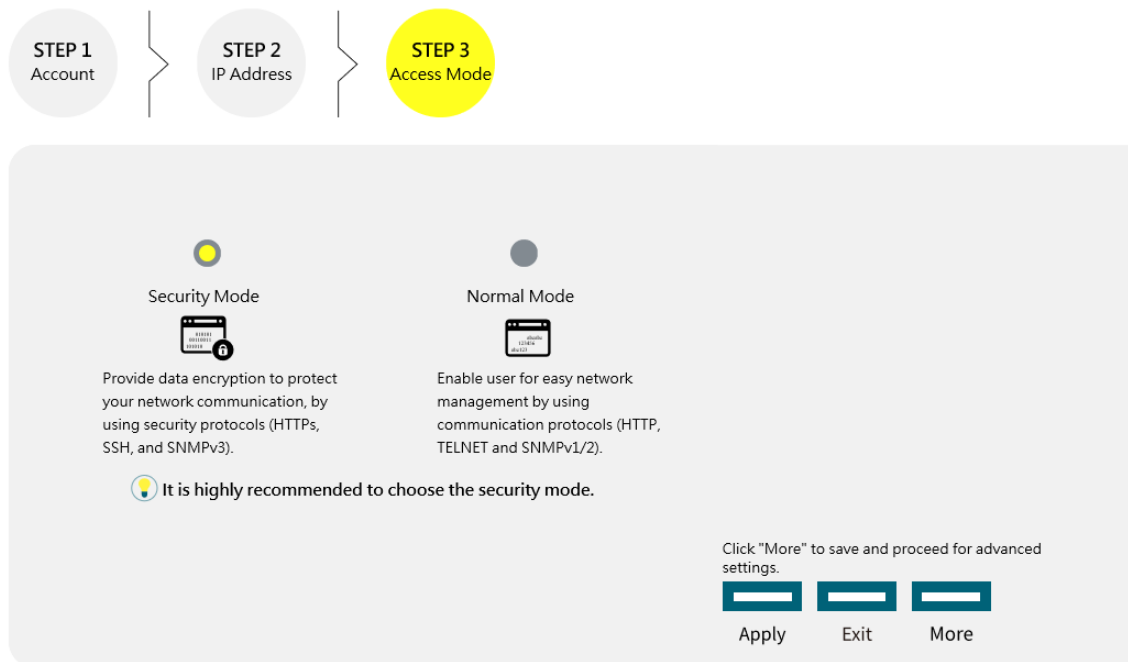 STEP 1
Account
STEP 2
IP Address
STEP 3
Access Mode
Security Mode
Normal Mode
Provide data encryption to protect
your network communication, by
using security protocols (HTTPs,
SSH, and SNMPv3).
Enable user for easy network
management by using
communication protocols (HTTP,
TELNET and SNMPv1/2).
It is highly recommended to choose the security mode.
Click "More" to save and proceed for advanced
settings.
Apply
Exit
More